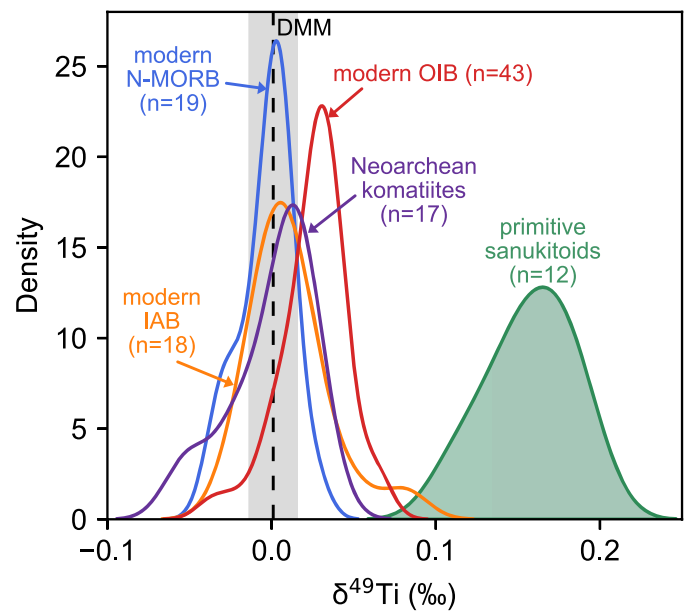 DMM
modern
N-MORB
(n=19)
modern OIB (n=43)
Neoarchean
komatiites
(n=17)
primitive
sanukitoids
(n=12)
modern
IAB
(n=18)
Density
25
20
15
10
5
0
−0.1
0.0
0.1
0.2
δ⁴⁹Ti (‰)